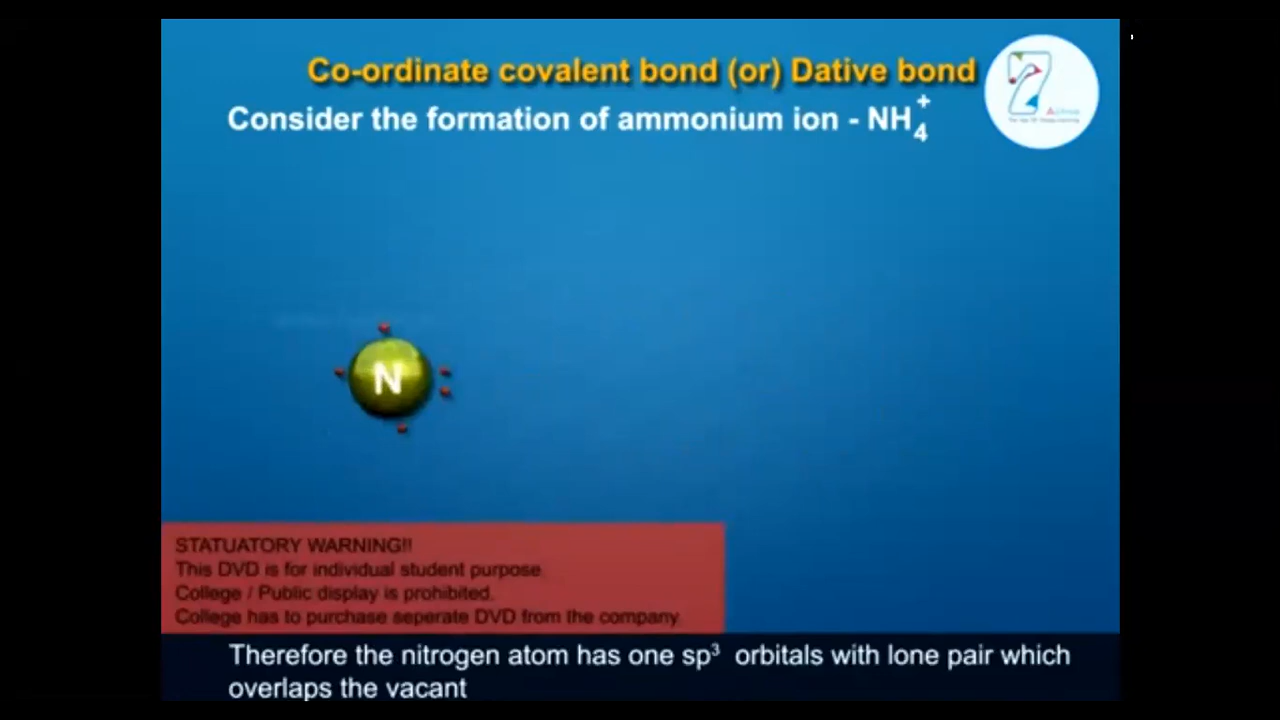 Co-ordinate covalent bond (or) Dative bond
Consider the formation of ammonium ion - NH₄⁺
N
STATUATORY WARNING!!
This DVD is for individual student purpose
College / Public display is prohibited.
College has to purchase seperate DVD from the company.
Therefore the nitrogen atom has one sp³ orbitals with lone pair which
overlaps the vacant